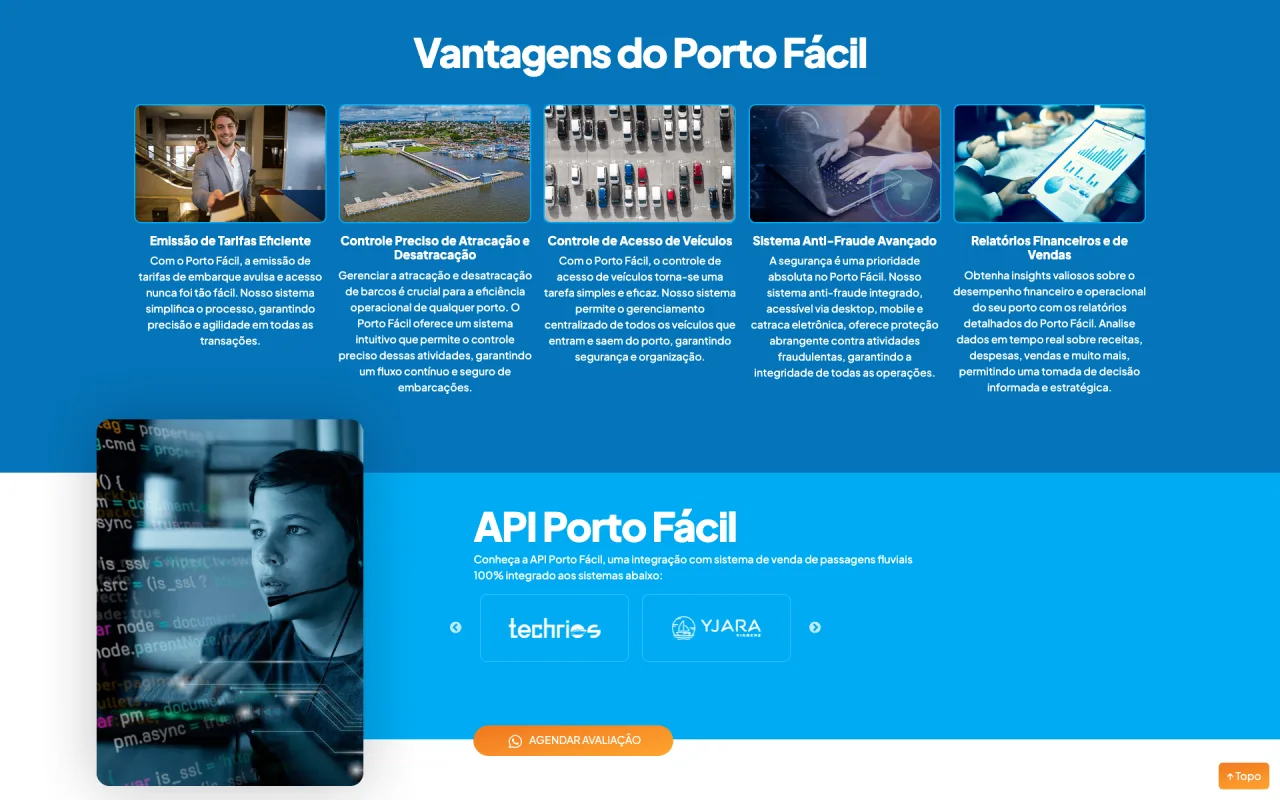 Vantagens do Porto Fácil
Emissão de Tarifas Eficiente
Com o Porto Fácil, a emissão de
tarifas de embarque avulsa e acesso
nunca foi tão fácil. Nosso sistema
simplifica o processo, garantindo
precisão e agilidade em todas as
transações.
Controle Preciso de Atracação e
Desatracação
Gerenciar a atracação e desatracação
de barcos é crucial para a eficiência
operacional de qualquer porto. O
Porto Fácil oferece um sistema
intuitivo que permite o controle
preciso dessas atividades, garantindo
um fluxo contínuo e seguro de
embarcações.
Controle de Acesso de Veículos
Com o Porto Fácil, o controle de
acesso de veículos torna-se uma
tarefa simples e eficaz. Nosso sistema
permite o gerenciamento
centralizado de todos os veículos que
entram e saem do porto, garantindo
segurança e organização.
Sistema Anti-Fraude Avançado
A segurança é uma prioridade
absoluta no Porto Fácil. Nosso
sistema anti-fraude integrado,
acessível via desktop, mobile e
catraca eletrônica, oferece proteção
abrangente contra atividades
fraudulentas, garantindo a
integridade de todas as operações.
Relatórios Financeiros e de
Vendas
Obtenha insights valiosos sobre o
desempenho financeiro e operacional
do seu porto com os relatórios
detalhados do Porto Fácil. Analise
dados em tempo real sobre receitas,
despesas, vendas e muito mais,
permitindo uma tomada de decisão
informada e estratégica.
API Porto Fácil
Conheça a API Porto Fácil, uma integração com sistema de venda de passagens fluviais
100% integrado aos sistemas abaixo:
techrios
YJARA
AGENDAR AVALIAÇÃO
↑ Topo